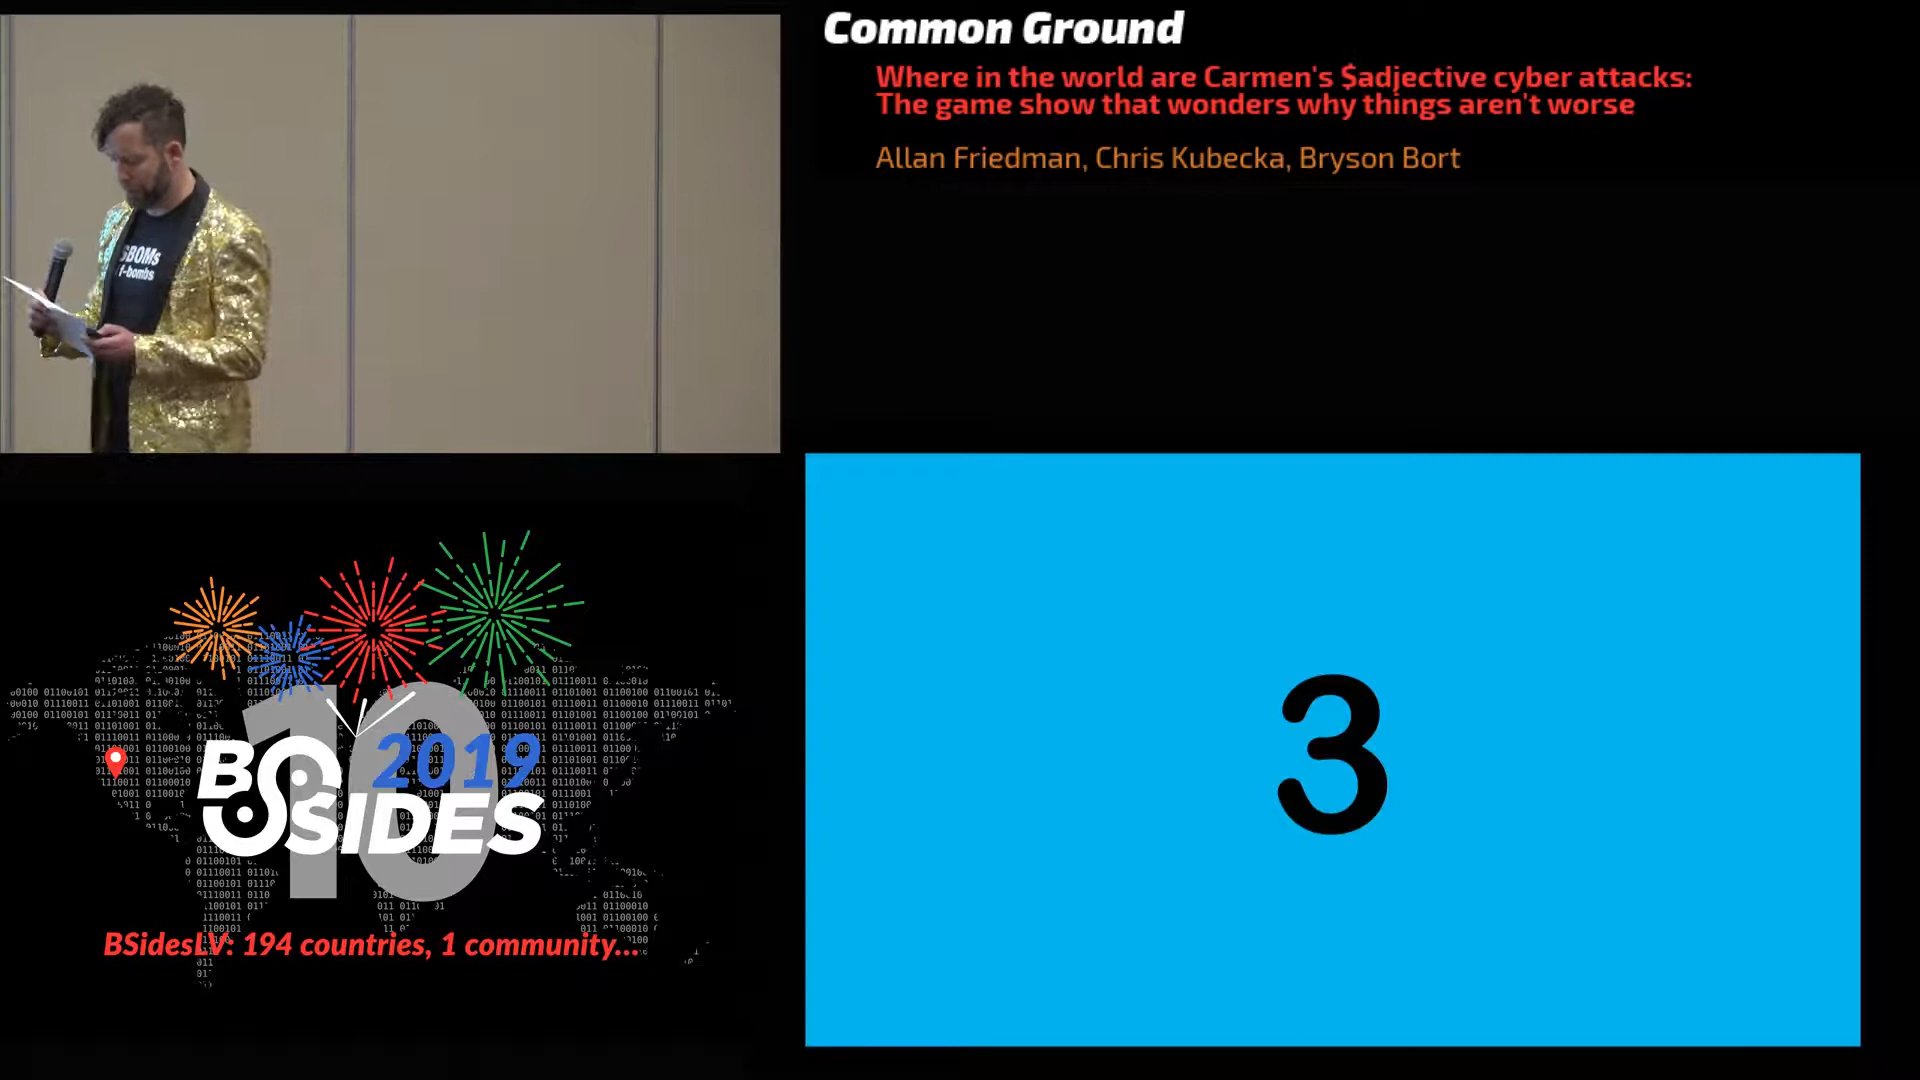 Common Ground
Where in the world are Carmen's $adjective cyber attacks:
The game show that wonders why things aren't worse
Allan Friedman, Chris Kubecka, Bryson Bort
SBOMs
f-bombs
3
10
2019
BSIDES
BSidesLV: 194 countries, 1 community...